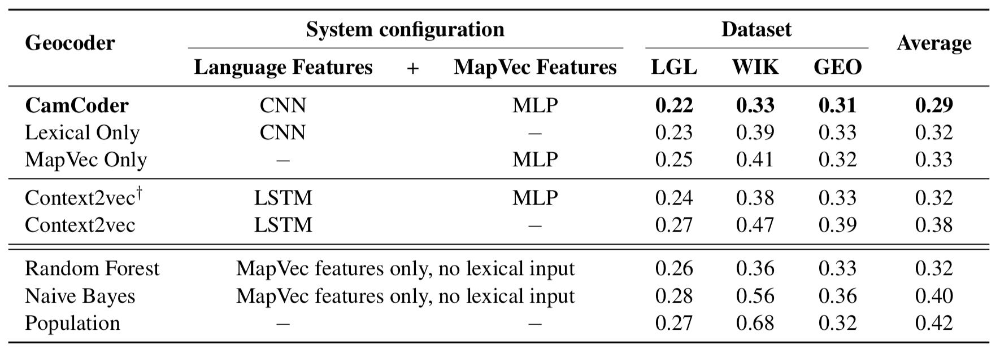 Geocoder System configuration Dataset Average
Language Features + MapVec Features LGL WIK GEO
CamCoder CNN MLP 0.22 0.33 0.31 0.29
Lexical Only CNN – 0.23 0.39 0.33 0.32
MapVec Only – MLP 0.25 0.41 0.32 0.33
Context2vec† LSTM MLP 0.24 0.38 0.33 0.32
Context2vec LSTM – 0.27 0.47 0.39 0.38
Random Forest MapVec features only, no lexical input 0.26 0.36 0.33 0.32
Naive Bayes MapVec features only, no lexical input 0.28 0.56 0.36 0.40
Population – – 0.27 0.68 0.32 0.42